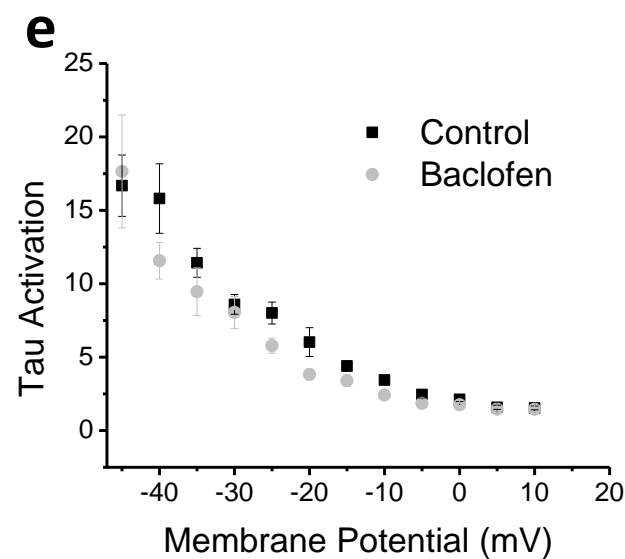 e
25
20
15
10
5
0
Tau Activation
Control
Baclofen
-40 -30 -20 -10 0 10 20
Membrane Potential (mV)